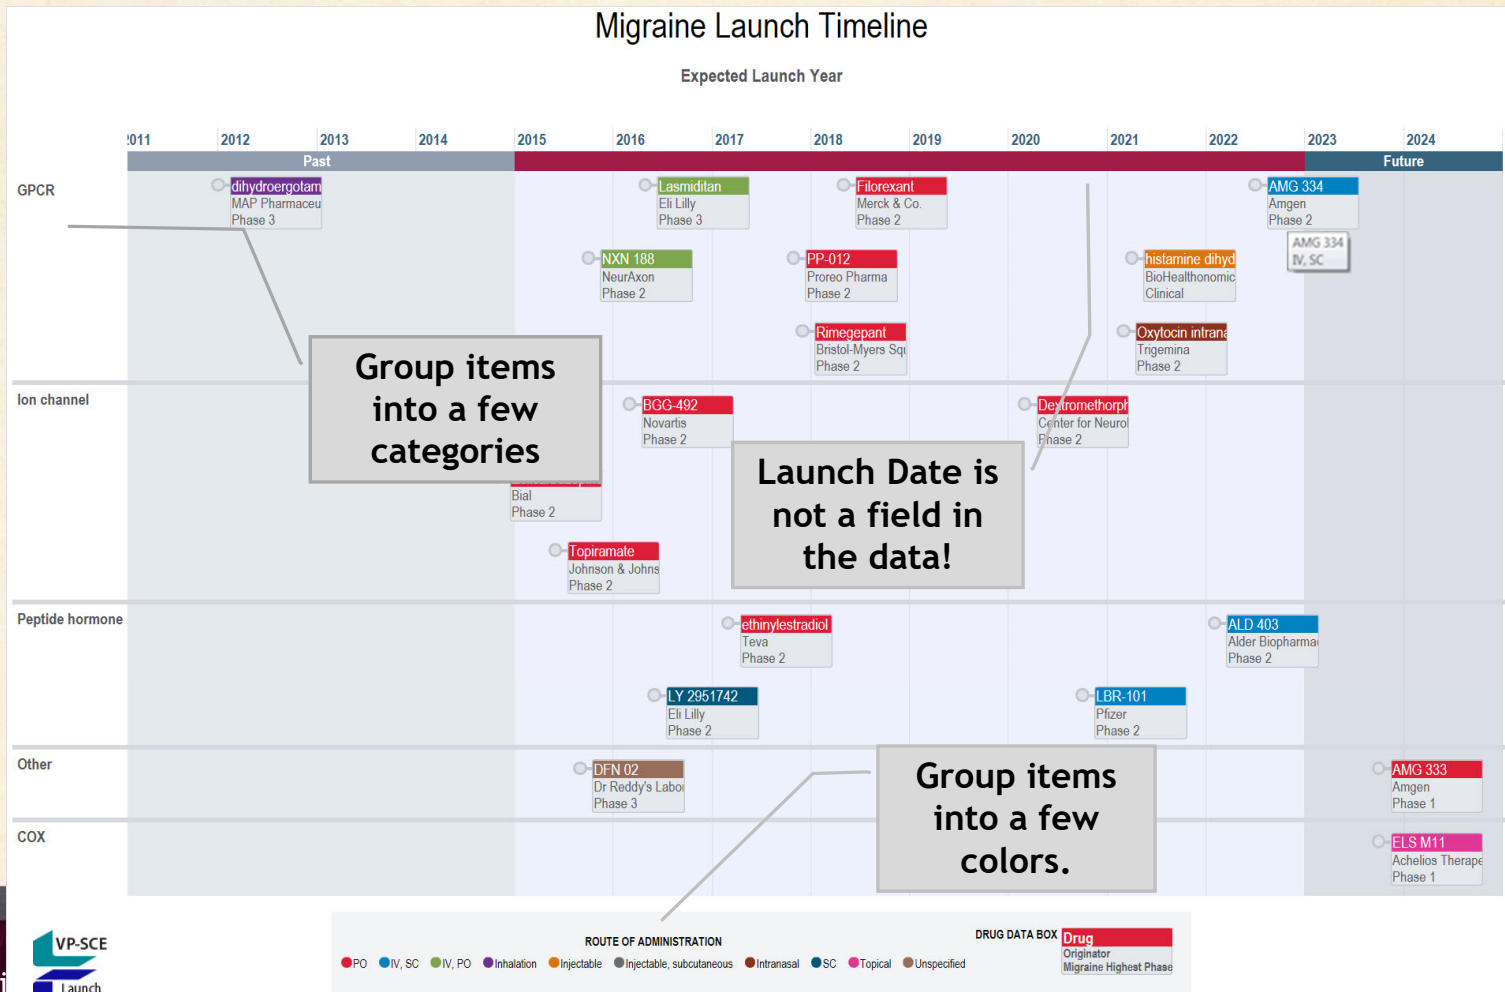 Migraine Launch Timeline
Expected Launch Year
2011 2012 2013 2014 2015 2016 2017 2018 2019 2020 2021 2022 2023 2024
Past
Future
GPCR
dihydroergotam
MAP Pharmaceu
Phase 3
Lasmiditan
Eli Lilly
Phase 3
Filorexant
Merck & Co.
Phase 2
AMG 334
Amgen
Phase 2
AMG 334
IV, SC
NXN 188
NeurAxon
Phase 2
PP-012
Proreo Pharma
Phase 2
histamine dihyd
BioHealthonomic
Clinical
Rimegepant
Bristol-Myers Squ
Phase 2
Oxytocin intrana
Trigemina
Phase 2
Group items
into a few
categories
Ion channel
BGG-492
Novartis
Phase 2
Dextromethorph
Center for Neurol
Phase 2
Launch Date is
not a field in
the data!
Bial
Phase 2
Topiramate
Johnson & Johns
Phase 2
Peptide hormone
ethinylestradiol
Teva
Phase 2
ALD 403
Alder Biopharma
Phase 2
LY 2951742
Eli Lilly
Phase 2
LBR-101
Pfizer
Phase 2
Other
DFN 02
Dr Reddy's Labo
Phase 3
AMG 333
Amgen
Phase 1
Group items
into a few
colors.
COX
ELS M11
Achelios Therape
Phase 1
VP-SCE
Launch
ROUTE OF ADMINISTRATION
PO IV, SC IV, PO Inhalation Injectable Injectable, subcutaneous Intranasal SC Topical Unspecified
DRUG DATA BOX
Drug
Originator
Migraine Highest Phase